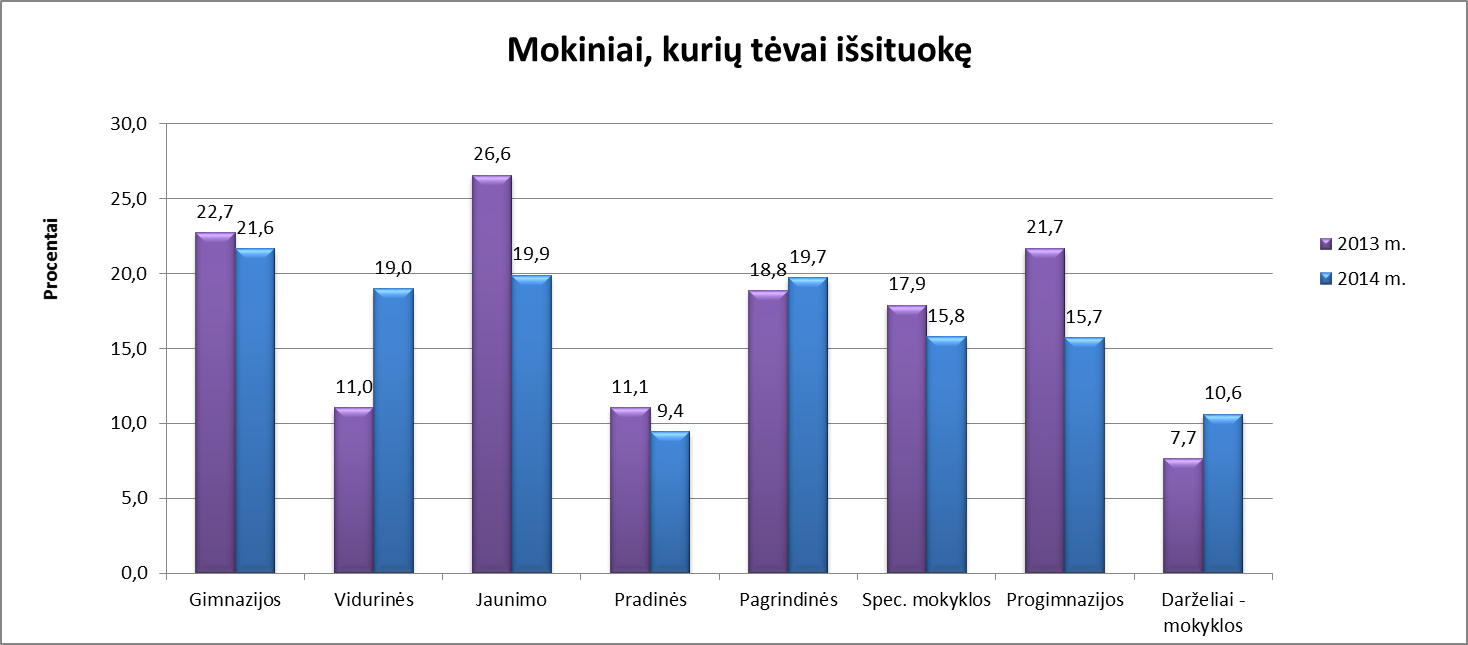 Mokiniai, kurių tėvai išsituokę
Procentai
30,0
25,0
20,0
15,0
10,0
5,0
0,0
22,7
21,6
11,0
19,0
26,6
19,9
11,1
9,4
18,8
19,7
17,9
15,8
21,7
15,7
7,7
10,6
Gimnazijos
Vidurinės
Jaunimo
Pradinės
Pagrindinės
Spec. mokyklos
Progimnazijos
Darželiai -
mokyklos
2013 m.
2014 m.